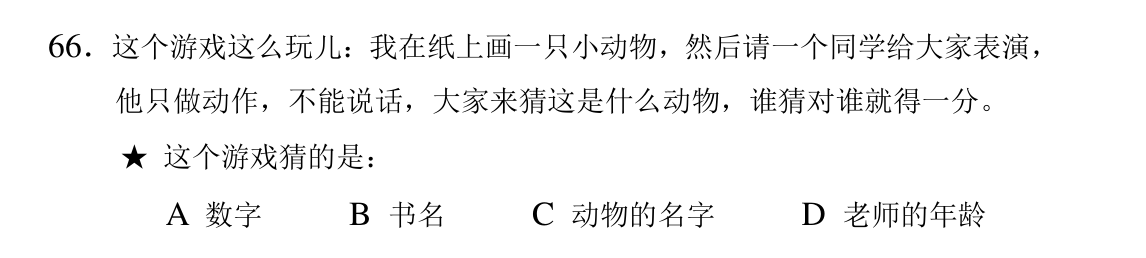 66．这个游戏这么玩儿：我在纸上画一只小动物，然后请一个同学给大家表演，
他只做动作，不能说话，大家来猜这是什么动物，谁猜对谁就得一分。
★ 这个游戏猜的是：
A 数字 B 书名 C 动物的名字 D 老师的年龄